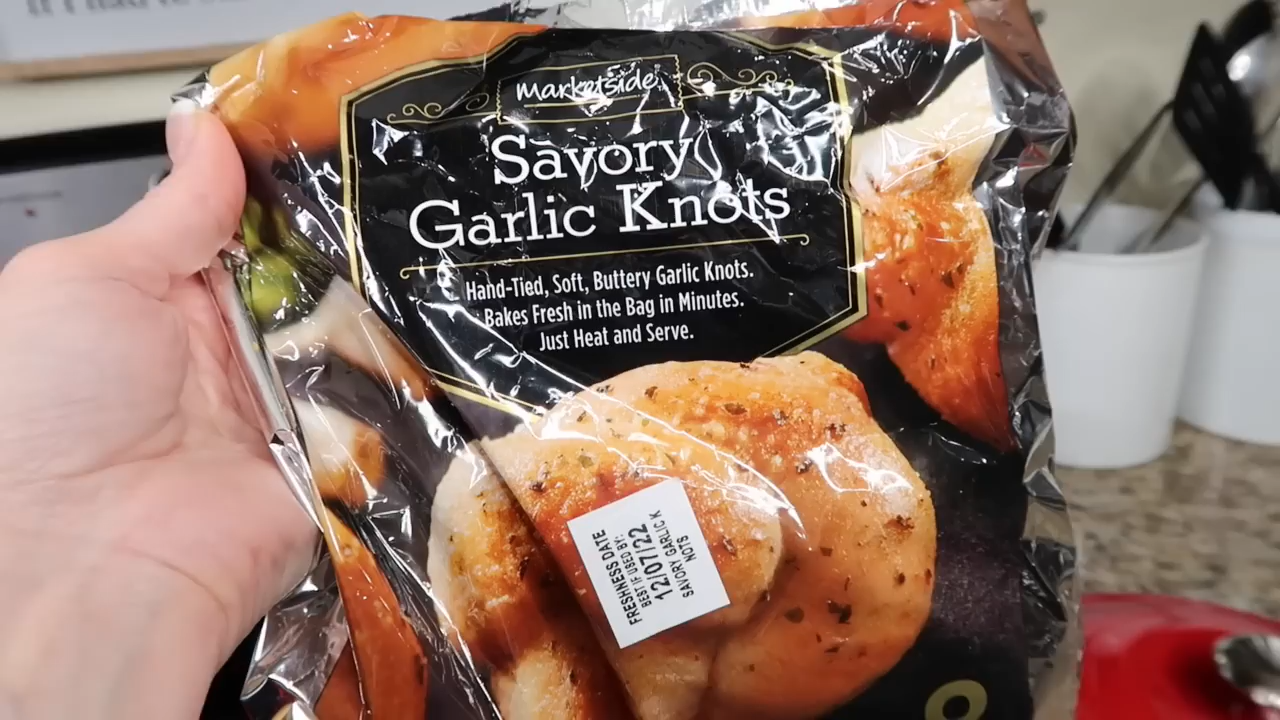 marketside
Savory
Garlic Knots
Hand-Tied, Soft, Buttery Garlic Knots.
Bakes Fresh in the Bag in Minutes.
Just Heat and Serve.
FRESHNESS DATE
BEST IF USED BY:
12/07/22
SAVORY GARLIC K
NOTS